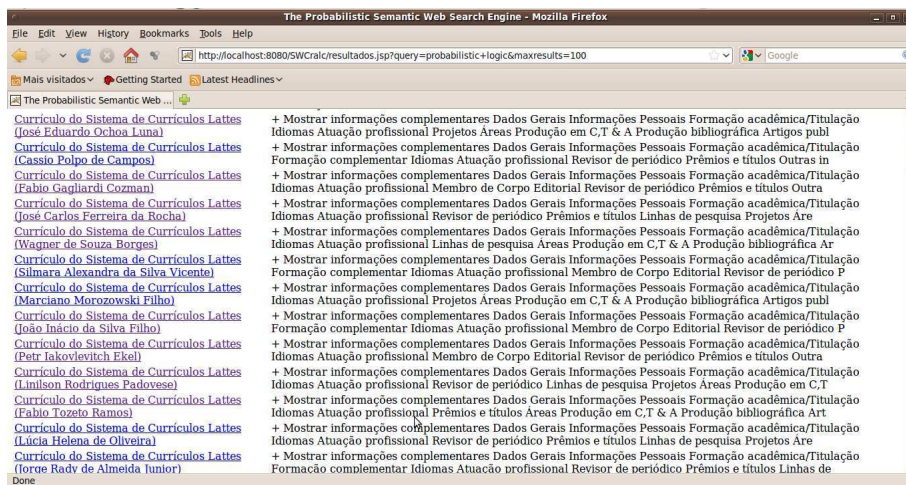 The Probabilistic Semantic Web Search Engine - Mozilla Firefox
File Edit View History Bookmarks Tools Help
http://localhost:8080/SWCralc/resultados.jsp?query=probabilistic+logic&maxresults=100 Google
Mais visitados Getting Started Latest Headlines
The Probabilistic Semantic Web ...
Currículo do Sistema de Currículos Lattes + Mostrar informações complementares Dados Gerais Informações Pessoais Formação acadêmica/Titulação
(José Eduardo Ochoa Luna) Idiomas Atuação profissional Projetos Áreas Produção em C,T & A Produção bibliográfica Artigos publ
Currículo do Sistema de Currículos Lattes + Mostrar informações complementares Dados Gerais Informações Pessoais Formação acadêmica/Titulação
(Cassio Polpo de Campos) Formação complementar Idiomas Atuação profissional Revisor de periódico Prêmios e títulos Outras in
Currículo do Sistema de Currículos Lattes + Mostrar informações complementares Dados Gerais Informações Pessoais Formação acadêmica/Titulação
(Fabio Gagliardi Cozman) Idiomas Atuação profissional Membro de Corpo Editorial Revisor de periódico Prêmios e títulos Outra
Currículo do Sistema de Currículos Lattes + Mostrar informações complementares Dados Gerais Informações Pessoais Formação acadêmica/Titulação
(José Carlos Ferreira da Rocha) Idiomas Atuação profissional Revisor de periódico Prêmios e títulos Linhas de pesquisa Projetos Áre
Currículo do Sistema de Currículos Lattes + Mostrar informações complementares Dados Gerais Informações Pessoais Formação acadêmica/Titulação
(Wagner de Souza Borges) Idiomas Atuação profissional Linhas de pesquisa Áreas Produção em C,T & A Produção bibliográfica Ar
Currículo do Sistema de Currículos Lattes + Mostrar informações complementares Dados Gerais Informações Pessoais Formação acadêmica/Titulação
(Silmara Alexandra da Silva Vicente) Formação complementar Idiomas Atuação profissional Membro de Corpo Editorial Revisor de periódico P
Currículo do Sistema de Currículos Lattes + Mostrar informações complementares Dados Gerais Informações Pessoais Formação acadêmica/Titulação
(Marciano Morozowski Filho) Idiomas Atuação profissional Projetos Áreas Produção em C,T & A Produção bibliográfica Artigos publ
Currículo do Sistema de Currículos Lattes + Mostrar informações complementares Dados Gerais Informações Pessoais Formação acadêmica/Titulação
(João Inácio da Silva Filho) Formação complementar Idiomas Atuação profissional Membro de Corpo Editorial Revisor de periódico P
Currículo do Sistema de Currículos Lattes + Mostrar informações complementares Dados Gerais Informações Pessoais Formação acadêmica/Titulação
(Petr Iakovlevitch Ekel) Idiomas Atuação profissional Membro de Corpo Editorial Revisor de periódico Prêmios e títulos Outra
Currículo do Sistema de Currículos Lattes + Mostrar informações complementares Dados Gerais Informações Pessoais Formação acadêmica/Titulação
(Linilson Rodrigues Padovese) Idiomas Atuação profissional Revisor de periódico Linhas de pesquisa Projetos Áreas Produção em C,T
Currículo do Sistema de Currículos Lattes + Mostrar informações complementares Dados Gerais Informações Pessoais Formação acadêmica/Titulação
(Fabio Tozeto Ramos) Idiomas Atuação profissional Prêmios e títulos Áreas Produção em C,T & A Produção bibliográfica Art
Currículo do Sistema de Currículos Lattes + Mostrar informações complementares Dados Gerais Informações Pessoais Formação acadêmica/Titulação
(Lúcia Helena de Oliveira) Idiomas Atuação profissional Revisor de periódico Prêmios e títulos Linhas de pesquisa Projetos Áre
Currículo do Sistema de Currículos Lattes + Mostrar informações complementares Dados Gerais Informações Pessoais Formação acadêmica/Titulação
(Jorge Rady de Almeida Junior) Formação complementar Idiomas Atuação profissional Revisor de periódico Prêmios e títulos Linhas de
Done